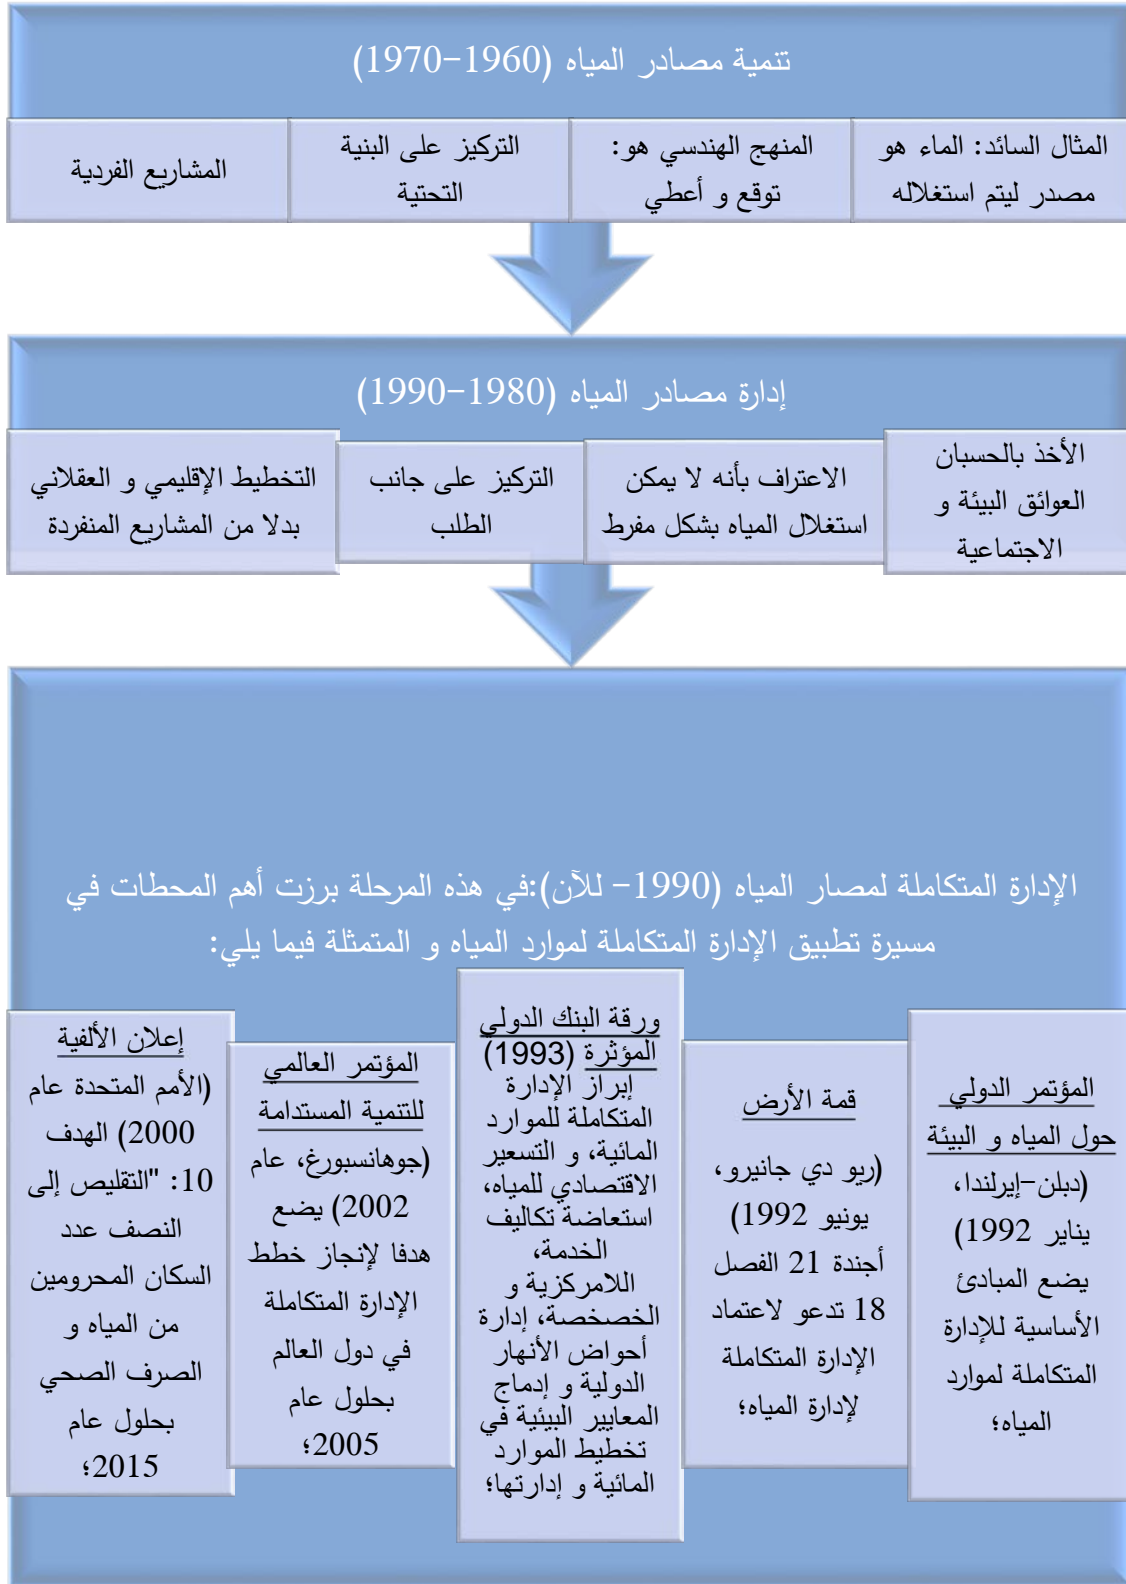 تنمية مصادر المياه (1960-1970)
المثال السائد: الماء هو
مصدر ليتم استغلاله
المنهج الهندسي هو:
توقع و أعطي
التركيز على البنية
التحتية
المشاريع الفردية
إدارة مصادر المياه (1980-1990)
الأخذ بالحسبان
العوائق البيئة و
الاجتماعية
الاعتراف بأنه لا يمكن
استغلال المياه بشكل مفرط
التركيز على جانب
الطلب
التخطيط الإقليمي و العقلاني
بدلا من المشاريع المنفردة
الإدارة المتكاملة لمصار المياه (1990- للآن):في هذه المرحلة برزت أهم المحطات في
مسيرة تطبيق الإدارة المتكاملة لموارد المياه و المتمثلة فيما يلي:
المؤتمر الدولي
حول المياه و البيئة
(دبلن-إيرلندا،
يناير 1992)
يضع المبادئ
الأساسية للإدارة
المتكاملة لموارد
المياه؛
قمة الأرض
(ريو دي جانيرو،
يونيو 1992)
أجندة 21 الفصل
18 تدعو لاعتماد
الإدارة المتكاملة
لإدارة المياه؛
ورقة البنك الدولي
المؤثرة (1993)
إبراز الإدارة
المتكاملة للموارد
المائية، و التسعير
الاقتصادي للمياه،
استعاضة تكاليف
الخدمة،
اللامركزية و
الخصخصة، إدارة
أحواض الأنهار
الدولية و إدماج
المعايير البيئية في
تخطيط الموارد
المائية و إدارتها؛
المؤتمر العالمي
للتنمية المستدامة
(جوهانسبورغ، عام
2002) يضع
هدفا لإنجاز خطط
الإدارة المتكاملة
في دول العالم
بحلول عام
2005؛
إعلان الألفية
(الأمم المتحدة عام
2000) الهدف
10: "التقليص إلى
النصف عدد
السكان المحرومين
من المياه و
الصرف الصحي
بحلول عام
2015؛